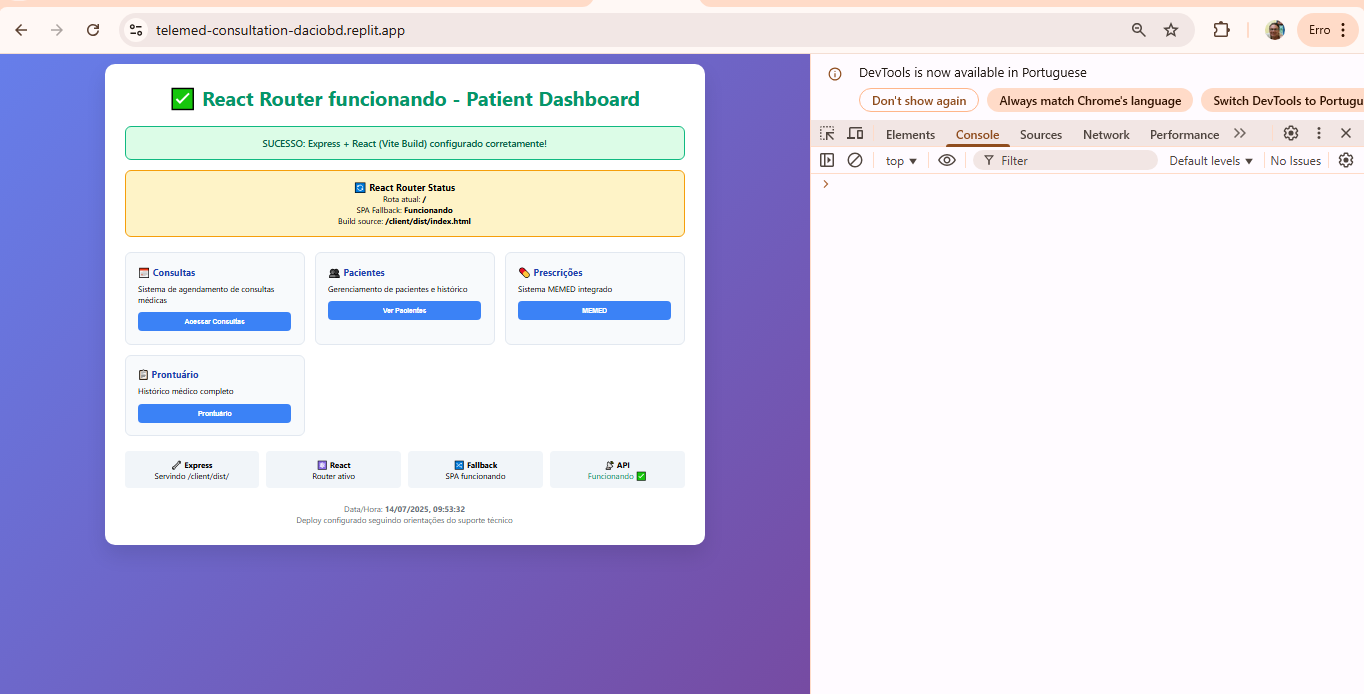 telemed-consultation-daciobd.replit.app
Erro
✅ React Router funcionando - Patient Dashboard
SUCESSO: Express + React (Vite Build) configurado corretamente!
React Router Status
Rota atual: /
SPA Fallback: Funcionando
Build source: /client/dist/index.html
Consultas
Sistema de agendamento de consultas
médicas
Acessar Consultas
Pacientes
Gerenciamento de pacientes e histórico
Ver Pacientes
Prescrições
Sistema MEMED integrado
MEMED
Prontuário
Histórico médico completo
Prontuário
Express
Servindo /client/dist/
React
Router ativo
Fallback
SPA funcionando
API
Funcionando ✅
Data/Hora: 14/07/2025, 09:53:32
Deploy configurado seguindo orientações do suporte técnico
DevTools is now available in Portuguese
Don't show again
Always match Chrome's language
Switch DevTools to Portugu
Elements Console Sources Network Performance
top
Filter
Default levels
No Issues